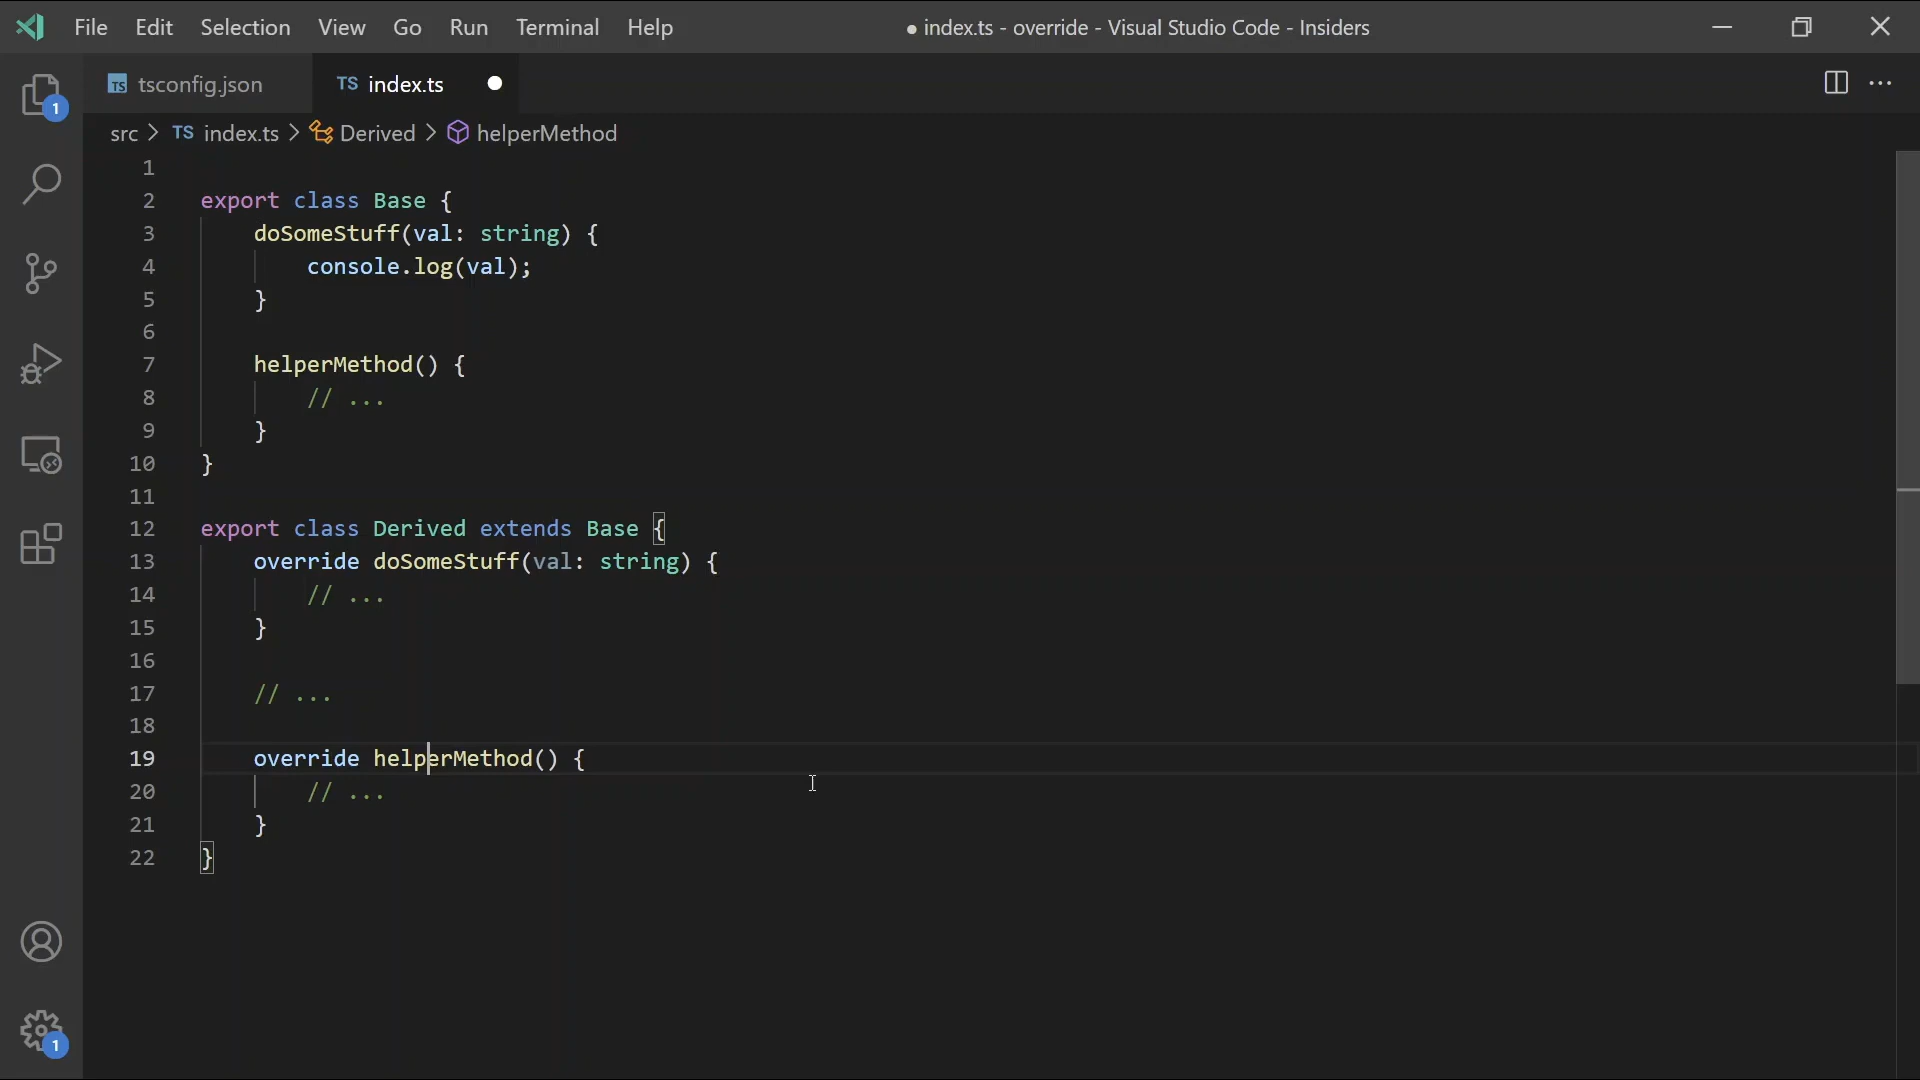 File Edit Selection View Go Run Terminal Help ● index.ts - override - Visual Studio Code - Insiders
TS tsconfig.json TS index.ts
src > TS index.ts > Derived > helperMethod
1
1
2 export class Base {
3 doSomeStuff(val: string) {
4 console.log(val);
5 }
6
7 helperMethod() {
8 // ...
9 }
10 }
11
12 export class Derived extends Base {
13 override doSomeStuff(val: string) {
14 // ...
15 }
16
17 // ...
18
19 override helperMethod() {
20 // ...
21 }
22 }
1